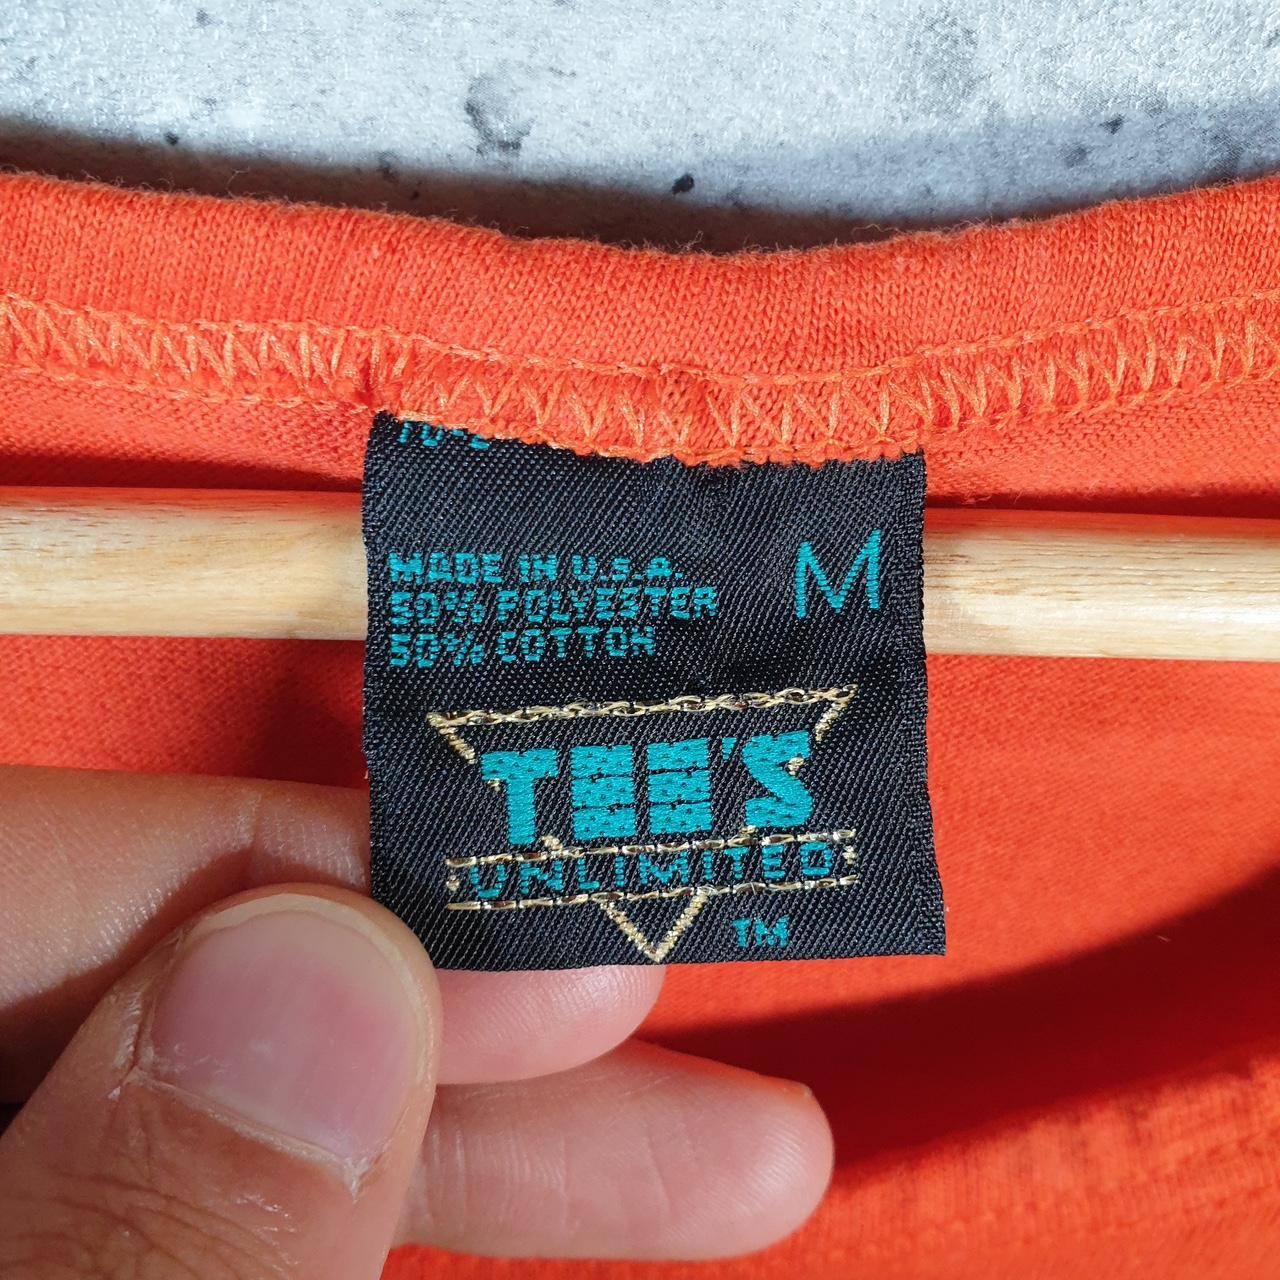 MADE IN U.S.A.
50% POLYESTER
50% COTTON
M
TEE'S
UNLIMITED
TM